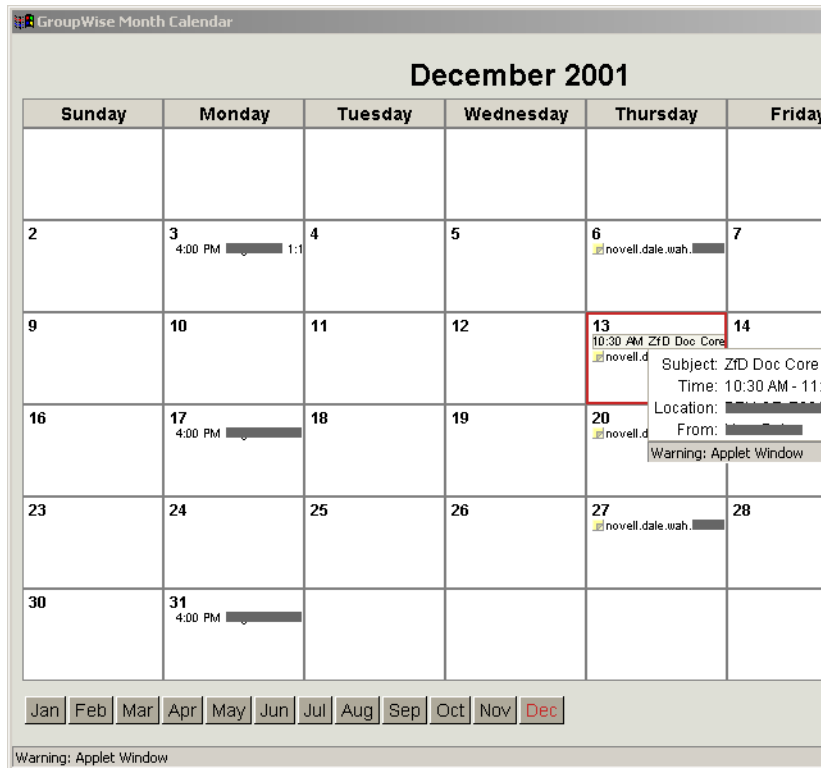 GroupWise Month Calendar
December 2001
Sunday Monday Tuesday Wednesday Thursday Friday
2 3 4 5 6 7
4:00 PM 1:1 novell.dale.wah.
9 10 11 12 13 14
10:30 AM ZfD Doc Core
novell.d
Subject: ZfD Doc Core
Time: 10:30 AM - 11:
Location:
From:
Warning: Applet Window
16 17 18 19 20
4:00 PM novell.d
23 24 25 26 27 28
novell.dale.wah.
30 31
4:00 PM
Jan Feb Mar Apr May Jun Jul Aug Sep Oct Nov Dec
Warning: Applet Window